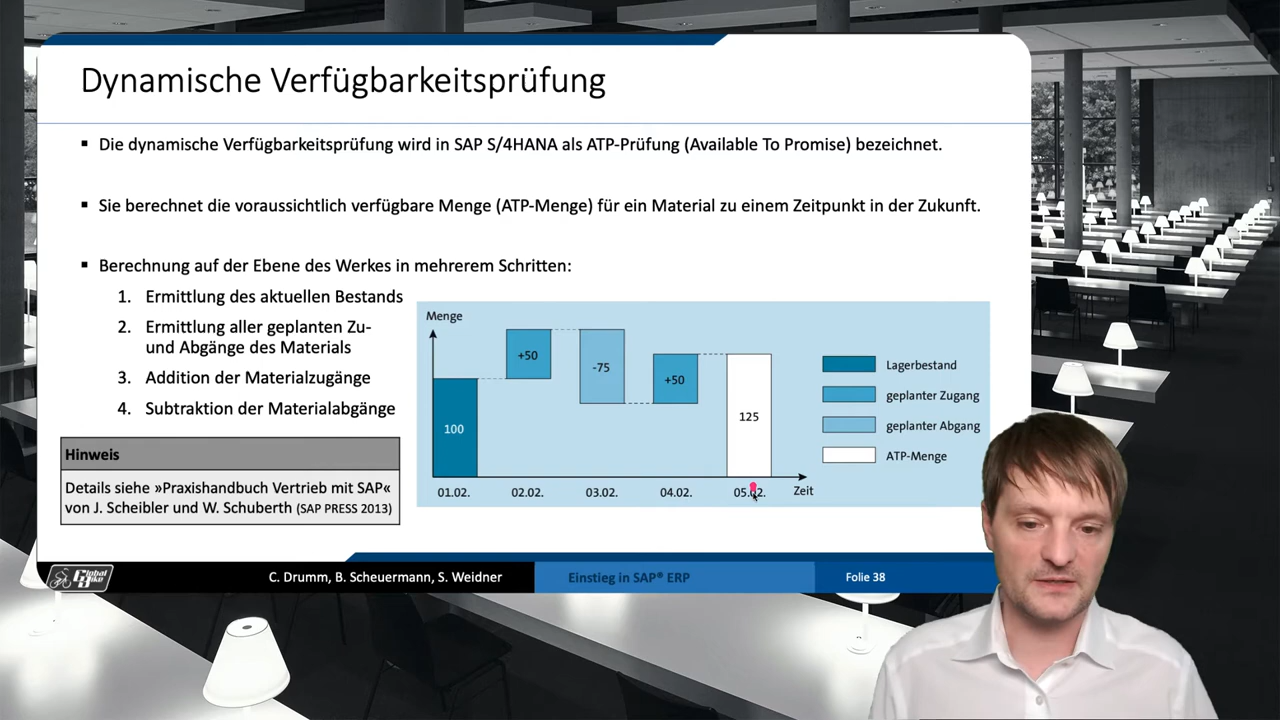 Dynamische Verfügbarkeitsprüfung
▪ Die dynamische Verfügbarkeitsprüfung wird in SAP S/4HANA als ATP-Prüfung (Available To Promise) bezeichnet.
▪ Sie berechnet die voraussichtlich verfügbare Menge (ATP-Menge) für ein Material zu einem Zeitpunkt in der Zukunft.
▪ Berechnung auf der Ebene des Werkes in mehrerem Schritten:
1. Ermittlung des aktuellen Bestands
2. Ermittlung aller geplanten Zu-
und Abgänge des Materials
3. Addition der Materialzugänge
4. Subtraktion der Materialabgänge
Hinweis
Details siehe »Praxishandbuch Vertrieb mit SAP«
von J. Scheibler und W. Schuberth (SAP PRESS 2013)
Menge
100
+50
-75
+50
125
01.02.
02.02.
03.02.
04.02.
05.02.
Zeit
Lagerbestand
geplanter Zugang
geplanter Abgang
ATP-Menge
Global
Bike
C. Drumm, B. Scheuermann, S. Weidner
Einstieg in SAP® ERP
Folie 38